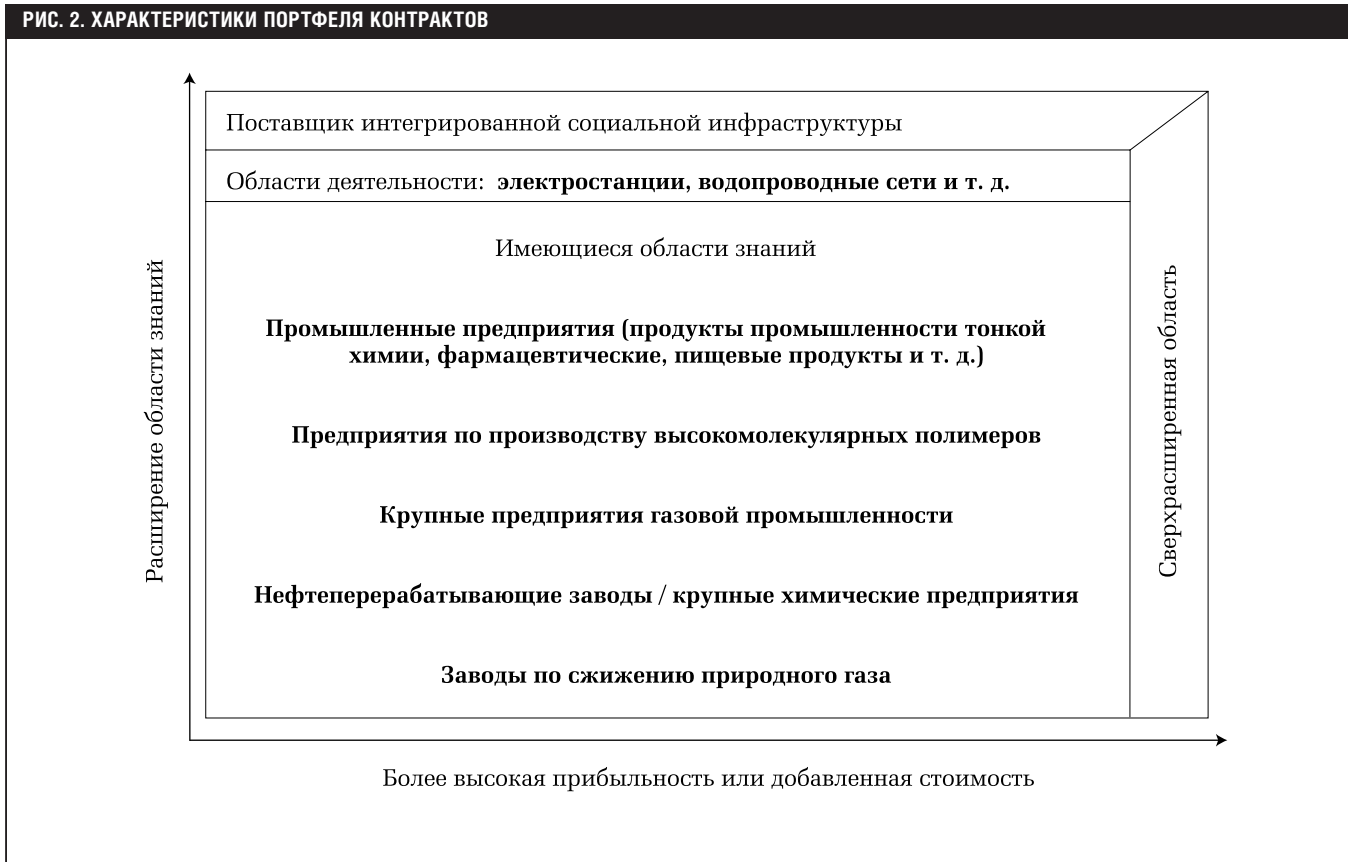 РИС. 2. ХАРАКТЕРИСТИКИ ПОРТФЕЛЯ КОНТРАКТОВ
Поставщик интегрированной социальной инфраструктуры
Области деятельности: электростанции, водопроводные сети и т. д.
Имеющиеся области знаний
Промышленные предприятия (продукты промышленности тонкой
химии, фармацевтические, пищевые продукты и т. д.)
Предприятия по производству высокомолекулярных полимеров
Крупные предприятия газовой промышленности
Нефтеперерабатывающие заводы / крупные химические предприятия
Заводы по сжижению природного газа
Расширение области знаний
Сверхрасширенная область
Более высокая прибыльность или добавленная стоимость